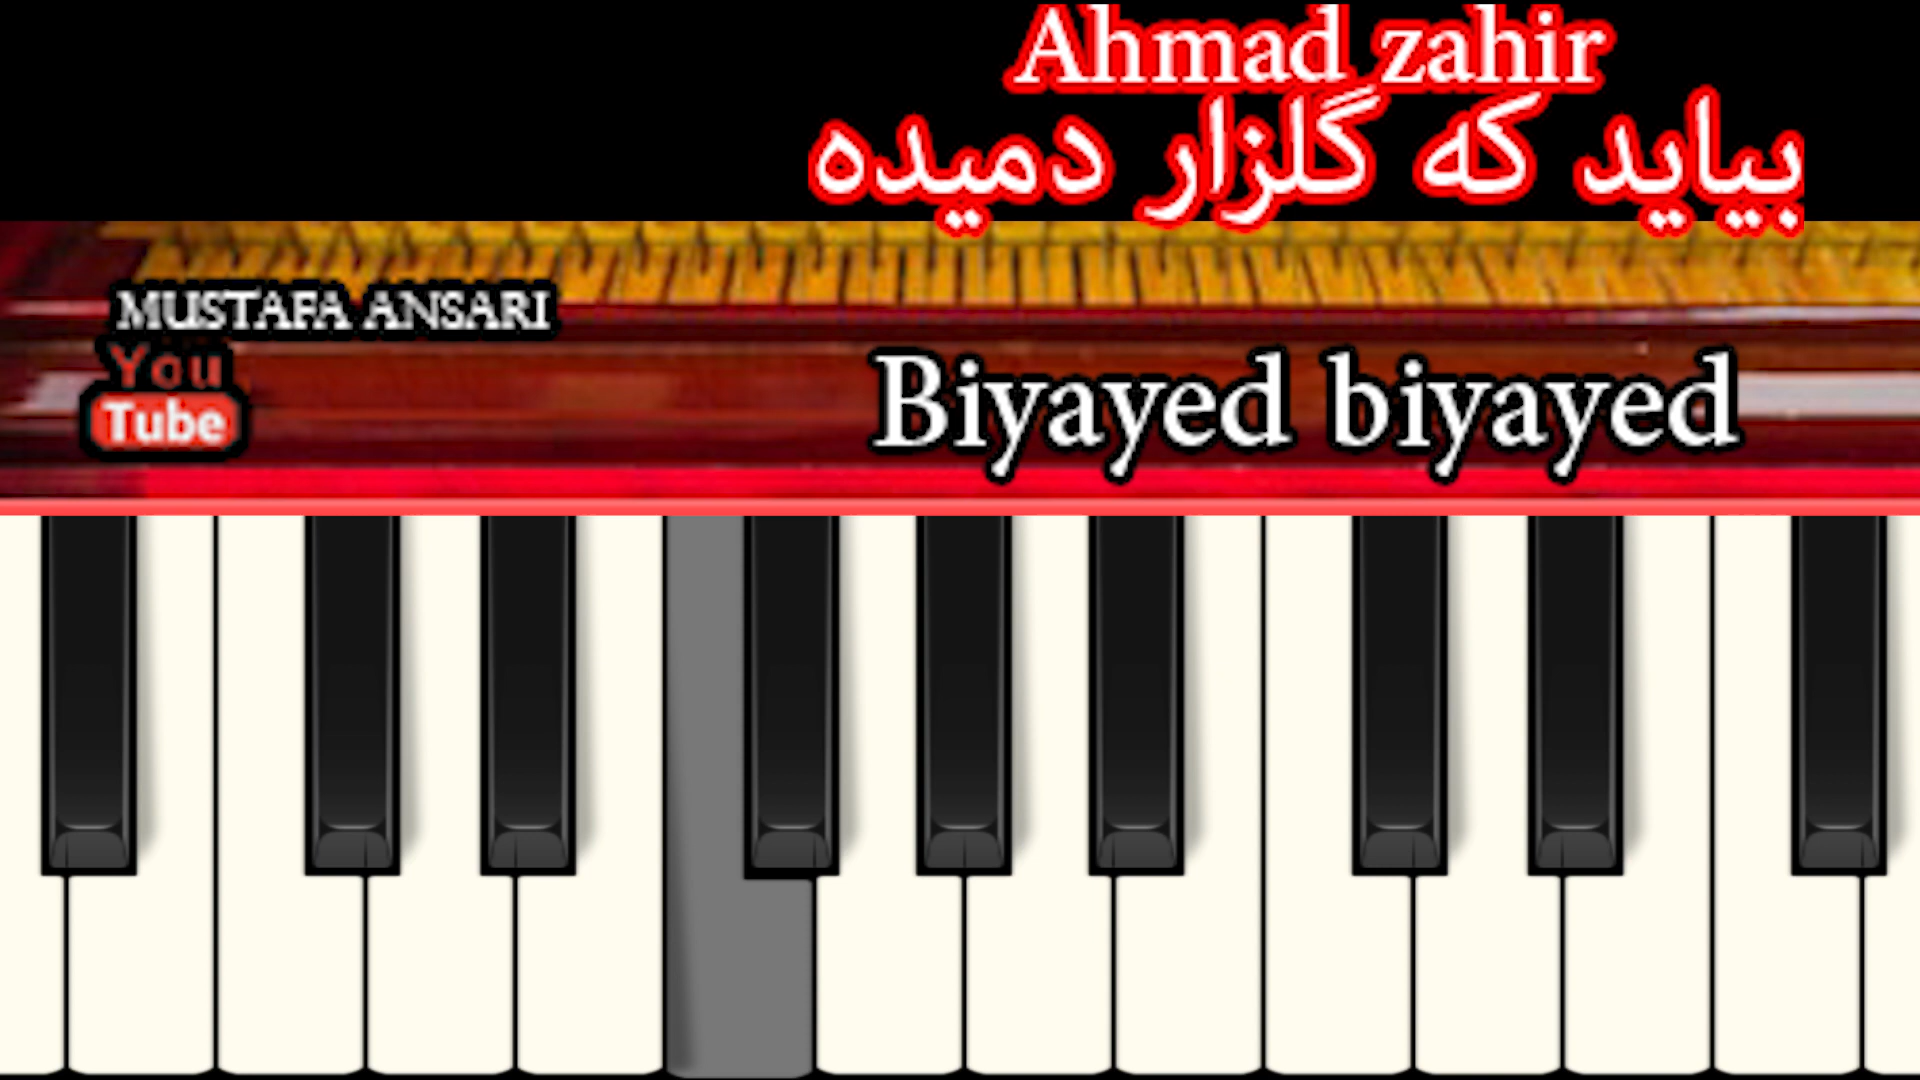 Ahmad zahir
بیاید که گلزار دمیده
MUSTAFA ANSARI
You
Tube
Biyayed biyayed